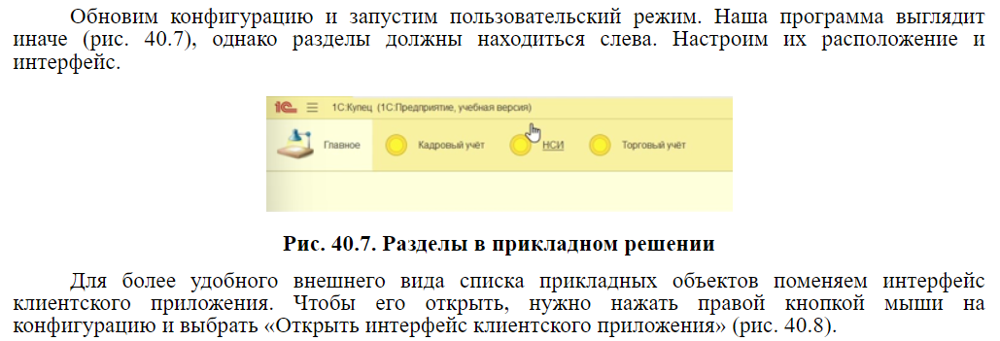 Обновим конфигурацию и запустим пользовательский режим. Наша программа выглядит
иначе (рис. 40.7), однако разделы должны находиться слева. Настроим их расположение и
интерфейс.
1С:Купец (1С:Предприятие, учебная версия)
Главное Кадровый учёт НСИ Торговый учёт
Рис. 40.7. Разделы в прикладном решении
Для более удобного внешнего вида списка прикладных объектов поменяем интерфейс
клиентского приложения. Чтобы его открыть, нужно нажать правой кнопкой мыши на
конфигурацию и выбрать «Открыть интерфейс клиентского приложения» (рис. 40.8).